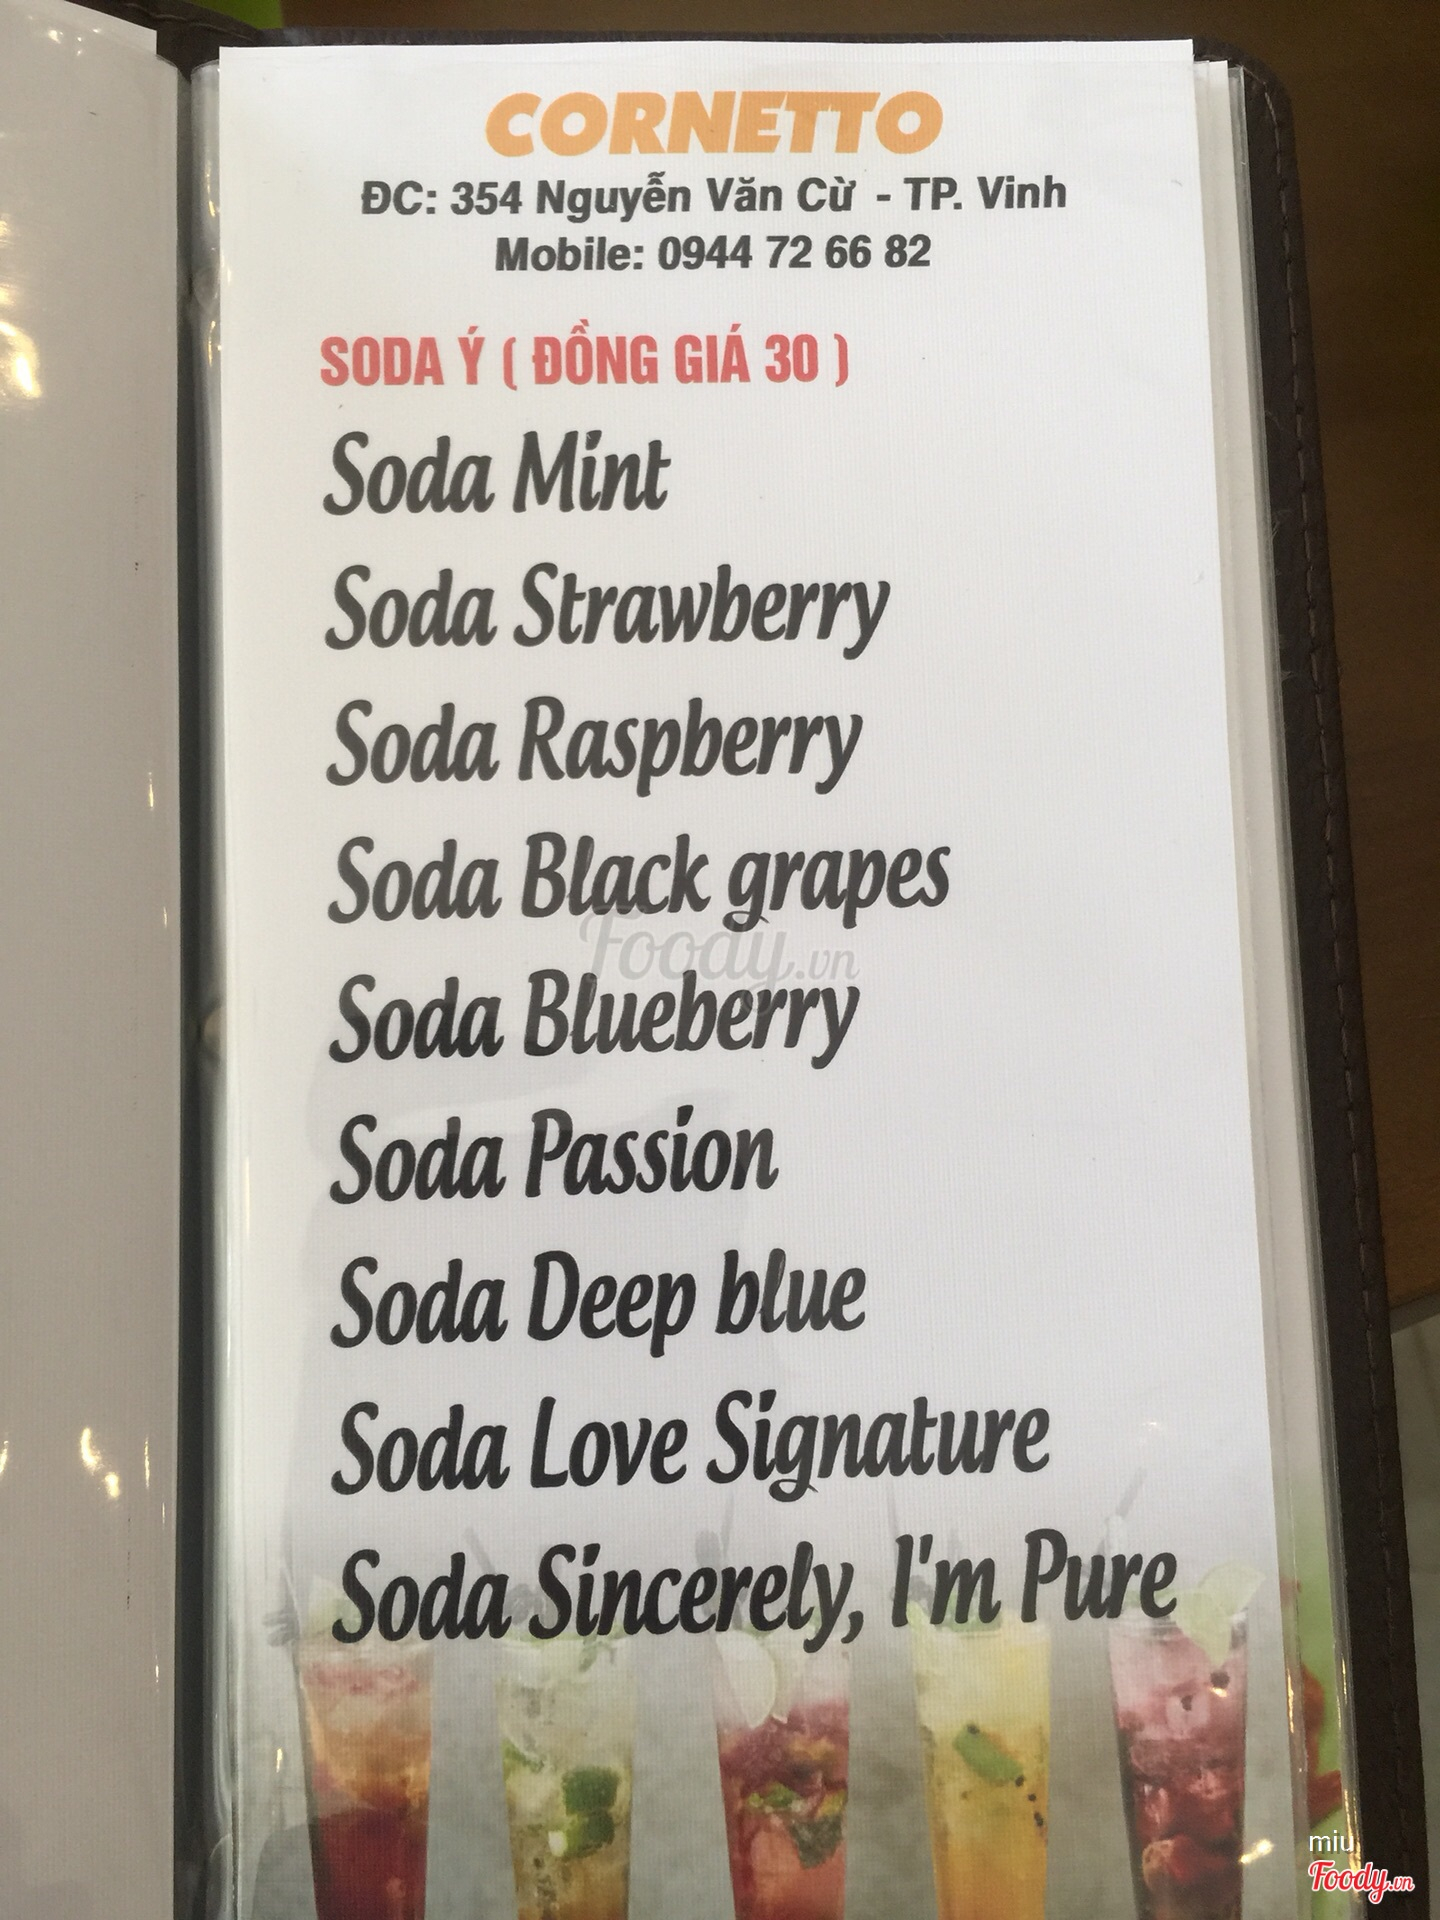 CORNETTO
ĐC: 354 Nguyễn Văn Cừ - TP. Vinh
Mobile: 0944 72 66 82
SODA Ý ( ĐỒNG GIÁ 30 )
Soda Mint
Soda Strawberry
Soda Raspberry
Soda Black grapes
Foody.vn
Soda Blueberry
Soda Passion
Soda Deep blue
Soda Love Signature
Soda Sincerely, I'm Pure
miu
Foody.vn